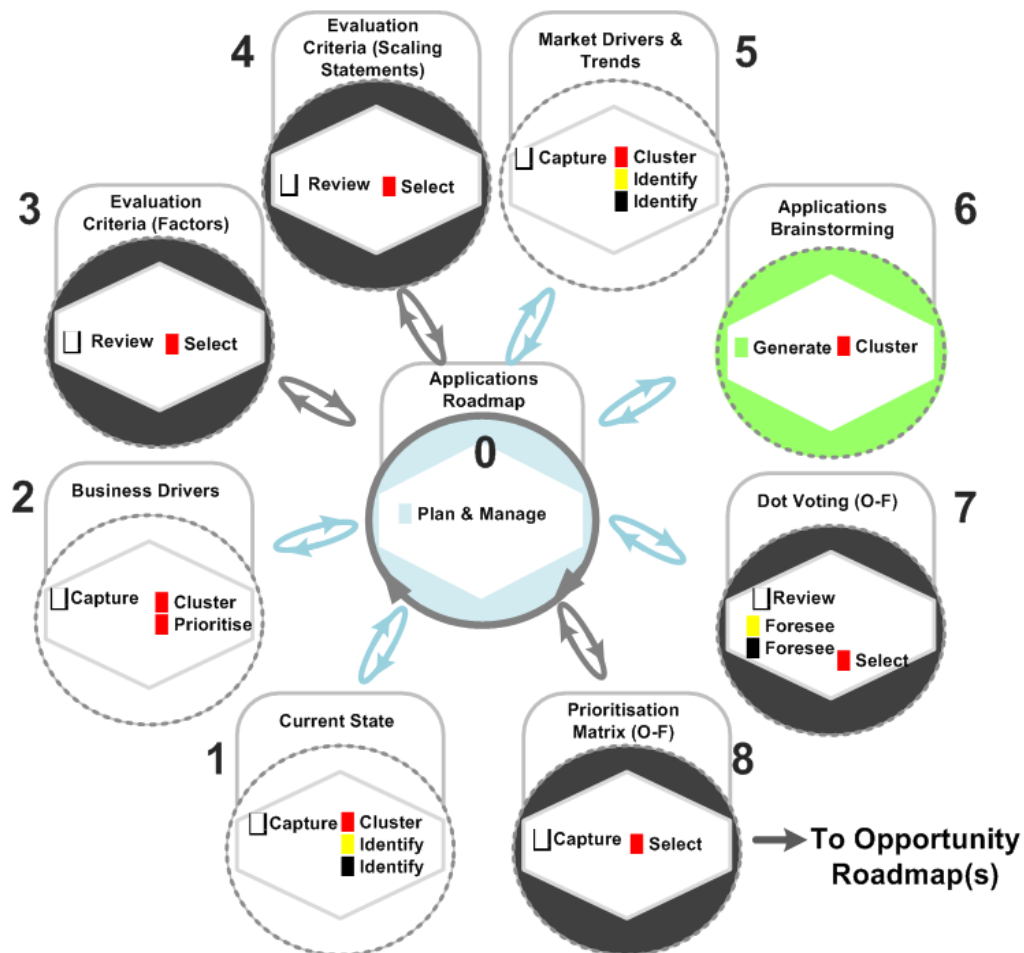 4
Evaluation
Criteria (Scaling
Statements)
Review
Select
Market Drivers &
Trends
5
Capture
Cluster
Identify
Identify
3
Evaluation
Criteria (Factors)
Review
Select
Applications
Brainstorming
6
Generate
Cluster
Applications
Roadmap
0
Plan & Manage
2
Business Drivers
Capture
Cluster
Prioritise
Dot Voting (O-F)
7
Review
Foresee
Foresee
Select
1
Current State
Capture
Cluster
Identify
Identify
Prioritisation
Matrix (O-F)
8
Capture
Select
To Opportunity
Roadmap(s)